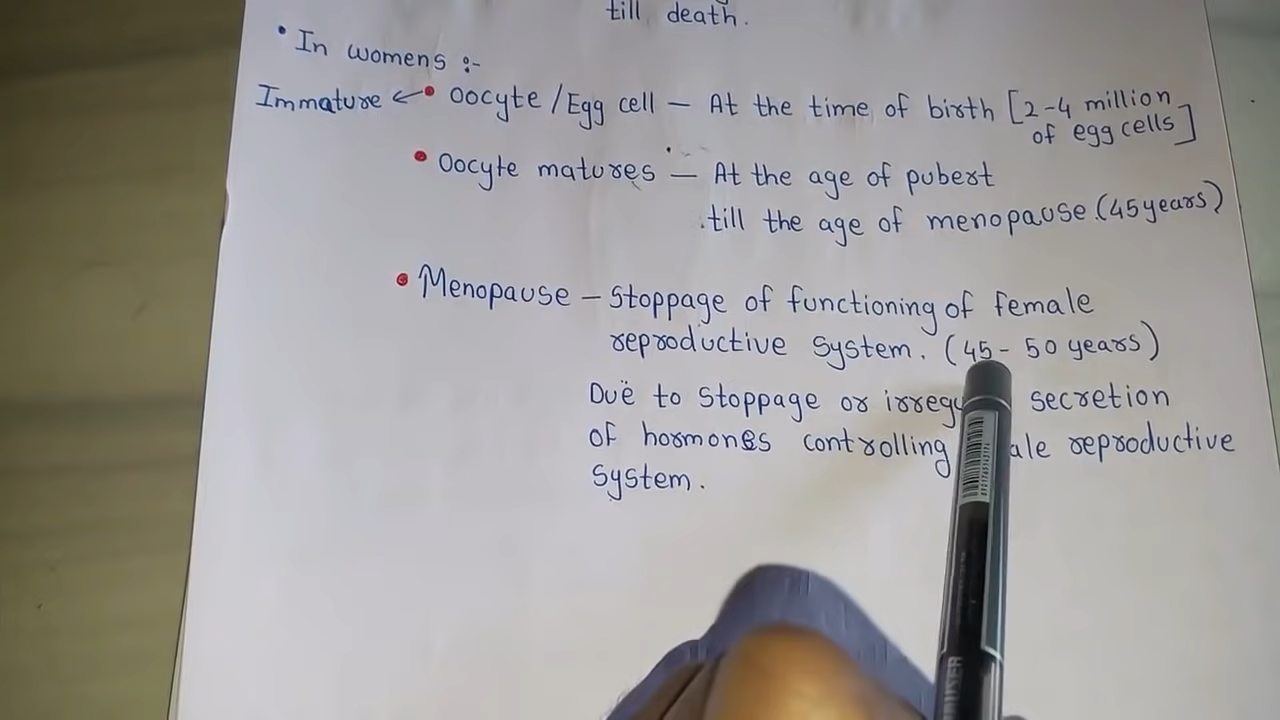 till death.
• In womens :-
Immature ← • Oocyte / Egg cell — At the time of birth [2-4 million
of egg cells]
• Oocyte matures — At the age of pubert
till the age of menopause. (45 years)
• Menopause — Stoppage of functioning of female
reproductive system. (45 - 50 years)
Due to stoppage or secretion
of hormones controlling reproductive
system.